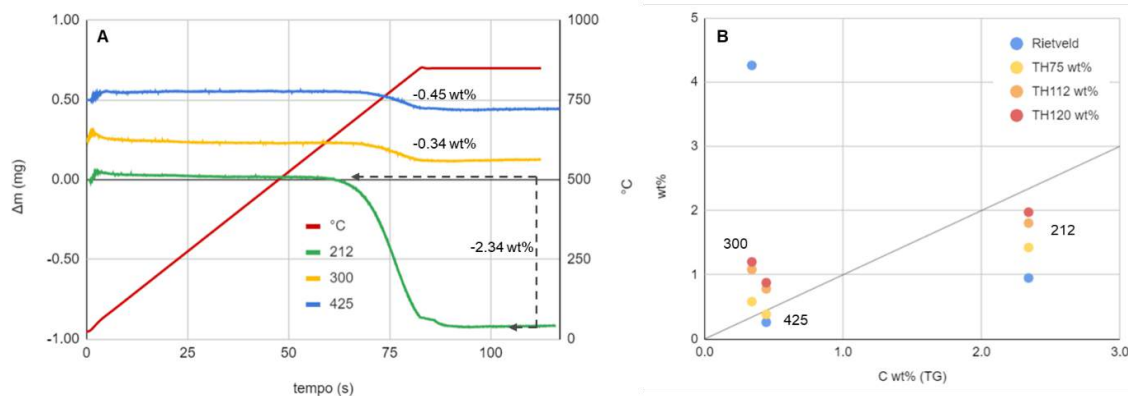 A
1.00
0.50
0.00
-0.50
-1.00
Δm (mg)
1000
750
500
250
0
°C
-0.45 wt%
-0.34 wt%
-2.34 wt%
°C
212
300
425
0
25
50
75
100
tempo (s)
B
5
4
3
2
1
0
wt%
Rietveld
TH75 wt%
TH112 wt%
TH120 wt%
300
212
425
0.0
1.0
2.0
3.0
C wt% (TG)